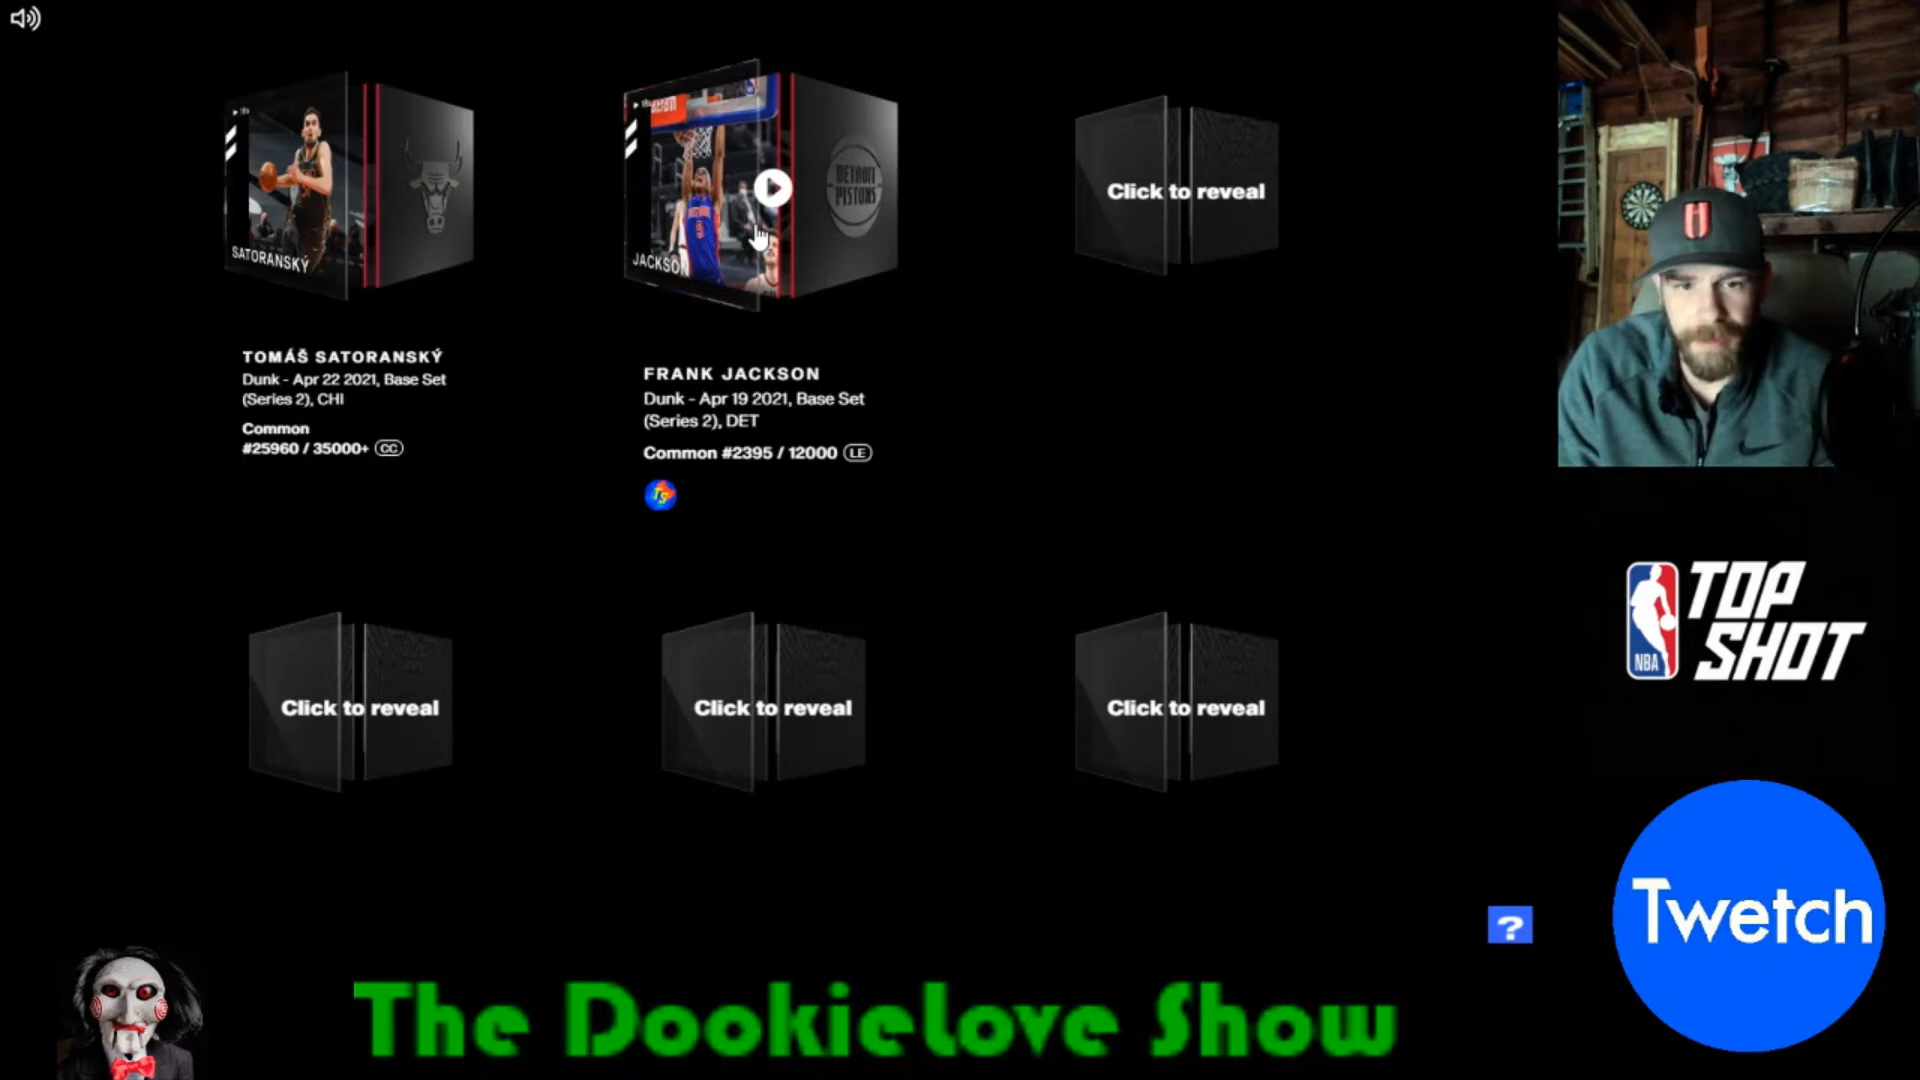 SATORANSKÝ
JACKSON
DETROIT
PISTONS
Click to reveal
TOMÁŠ SATORANSKÝ
Dunk - Apr 22 2021, Base Set
(Series 2), CHI
Common
#25960 / 35000+ CC
FRANK JACKSON
Dunk - Apr 19 2021, Base Set
(Series 2), DET
Common #2395 / 12000 LE
TS
TOP
SHOT
NBA
Click to reveal
Click to reveal
Click to reveal
?
Twetch
The DookieLove Show